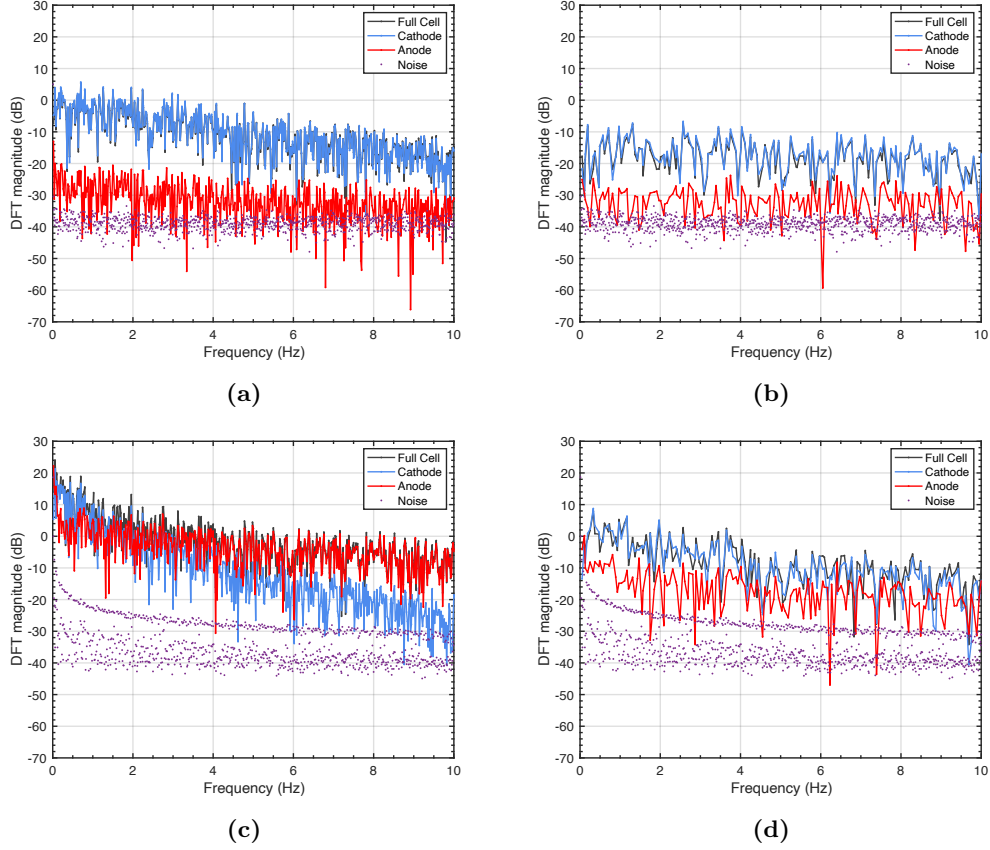 30
20
10
0
-10
-20
-30
-40
-50
-60
-70
DFT magnitude (dB)
0
2
4
6
8
10
Frequency (Hz)
Full Cell
Cathode
Anode
Noise
(a)
30
20
10
0
-10
-20
-30
-40
-50
-60
-70
DFT magnitude (dB)
0
2
4
6
8
10
Frequency (Hz)
Full Cell
Cathode
Anode
Noise
(b)
30
20
10
0
-10
-20
-30
-40
-50
-60
-70
DFT magnitude (dB)
0
2
4
6
8
10
Frequency (Hz)
Full Cell
Cathode
Anode
Noise
(c)
30
20
10
0
-10
-20
-30
-40
-50
-60
-70
DFT magnitude (dB)
0
2
4
6
8
10
Frequency (Hz)
Full Cell
Cathode
Anode
Noise
(d)